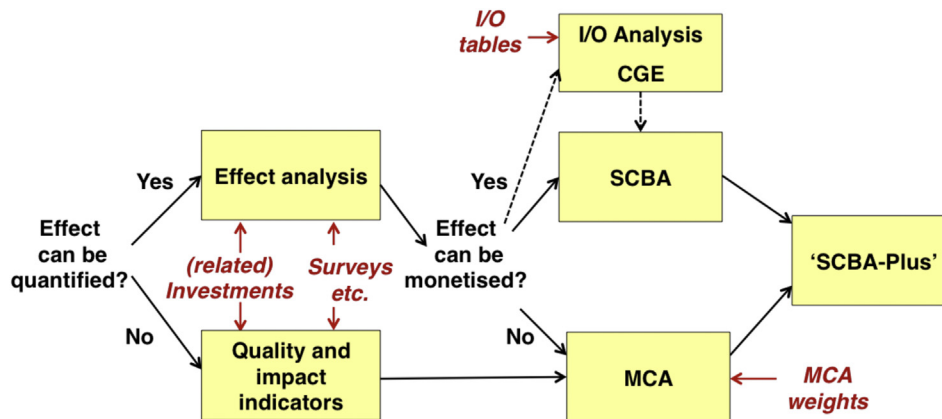 I/O
tables
I/O Analysis
CGE
Yes
Effect analysis
Yes
SCBA
Effect
can be
quantified?
(related)
Investments
Surveys
etc.
Effect
can be
monetised?
‘SCBA-Plus’
No
Quality and
impact
indicators
No
MCA
MCA
weights